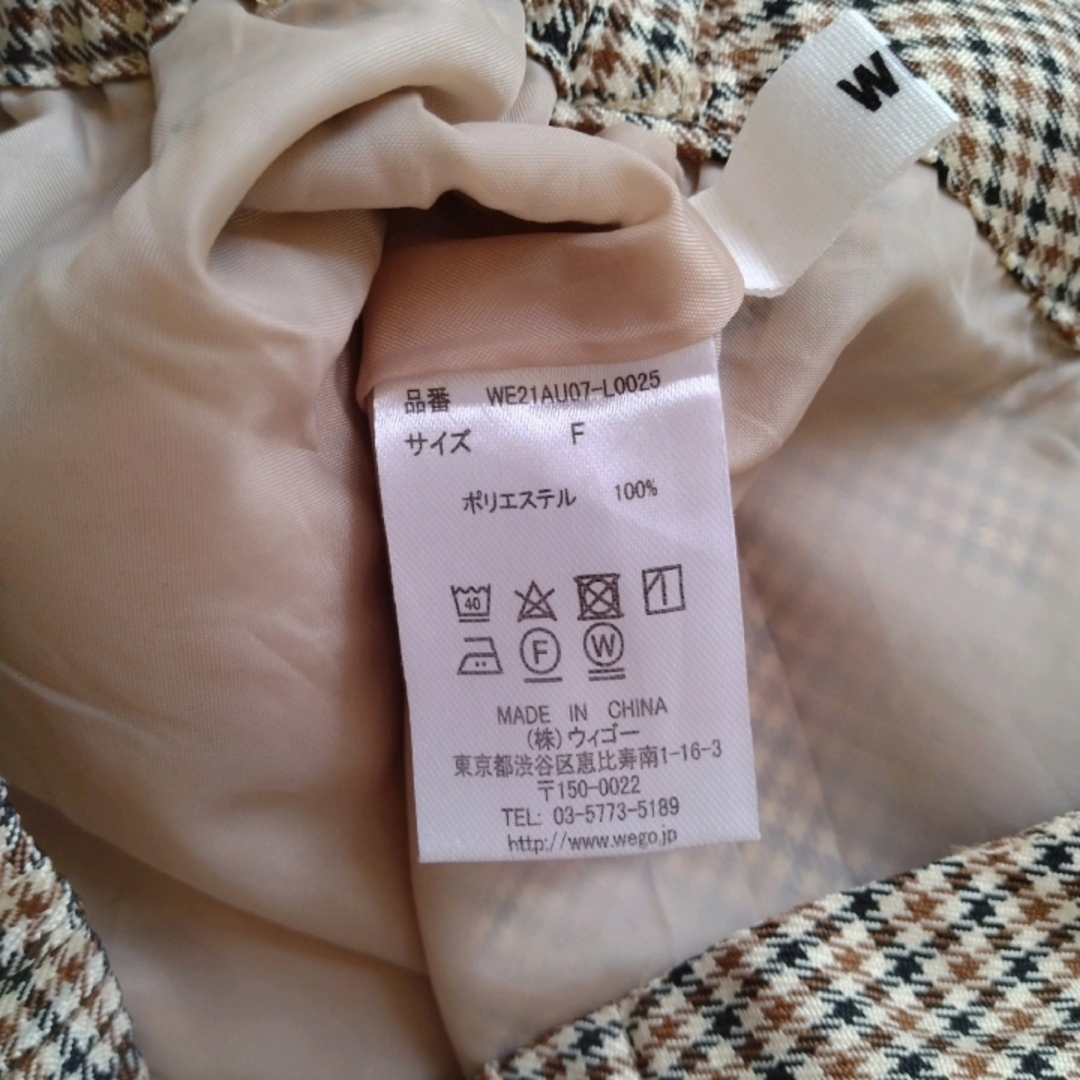 W
品番 WE21AU07-L0025
サイズ F
ポリエステル 100%
40
F W
MADE IN CHINA
(株)ウィゴー
東京都渋谷区恵比寿南1-16-3
〒150-0022
TEL: 03-5773-5189
http://www.wego.jp